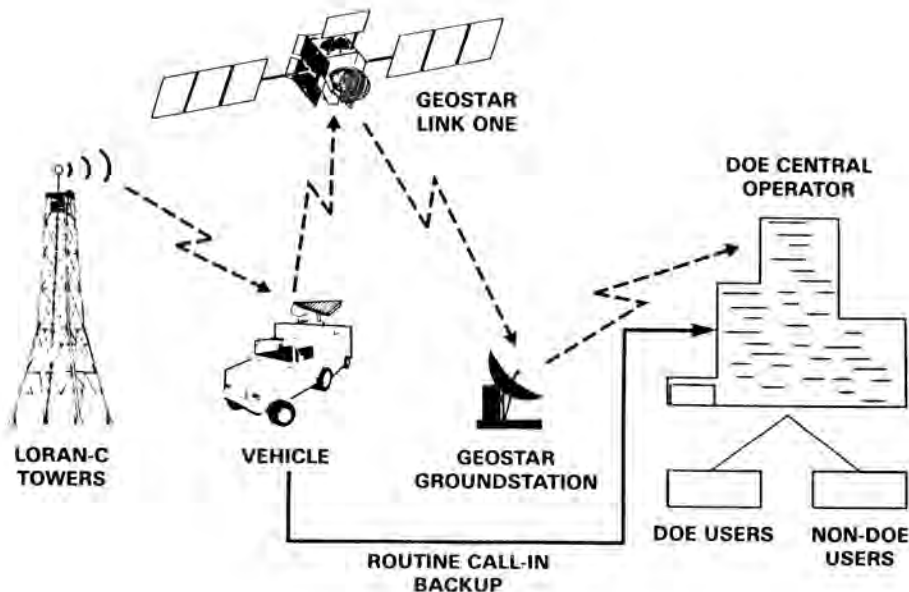 GEOSTAR
LINK ONE
DOE CENTRAL
OPERATOR
LORAN-C
TOWERS
VEHICLE
GEOSTAR
GROUNDSTATION
DOE USERS
NON-DOE
USERS
ROUTINE CALL-IN
BACKUP